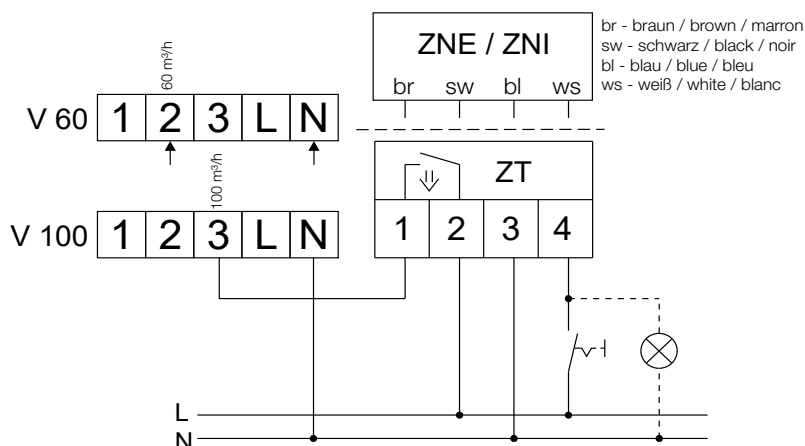 ZNE / ZNI
br sw bl ws
br - braun / brown / marron
sw - schwarz / black / noir
bl - blau / blue / bleu
ws - weiß / white / blanc
60 m³/h
V 60 1 2 3 L N
100 m³/h
ZT
V 100 1 2 3 L N
1 2 3 4
L
N